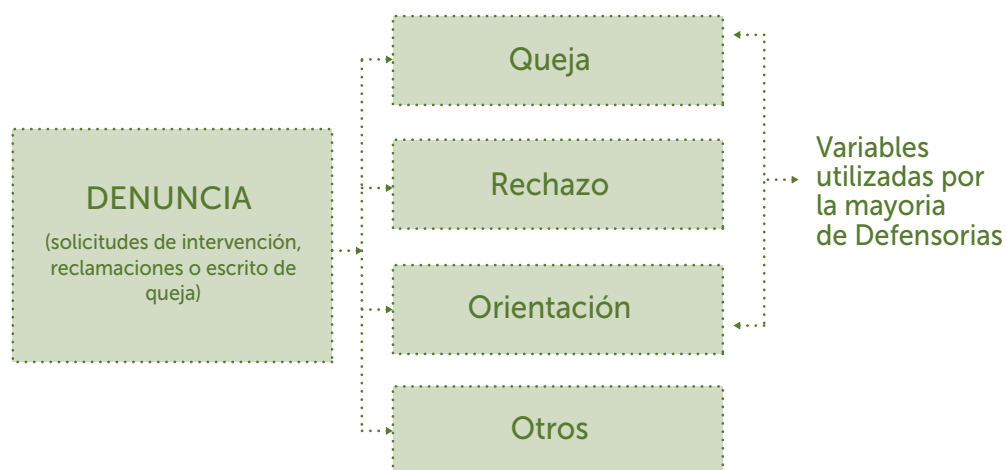 DENUNCIA
(solicitudes de intervención,
reclamaciones o escrito de
queja)
Queja
Rechazo
Orientación
Otros
Variables
utilizadas por
la mayoria
de Defensorias